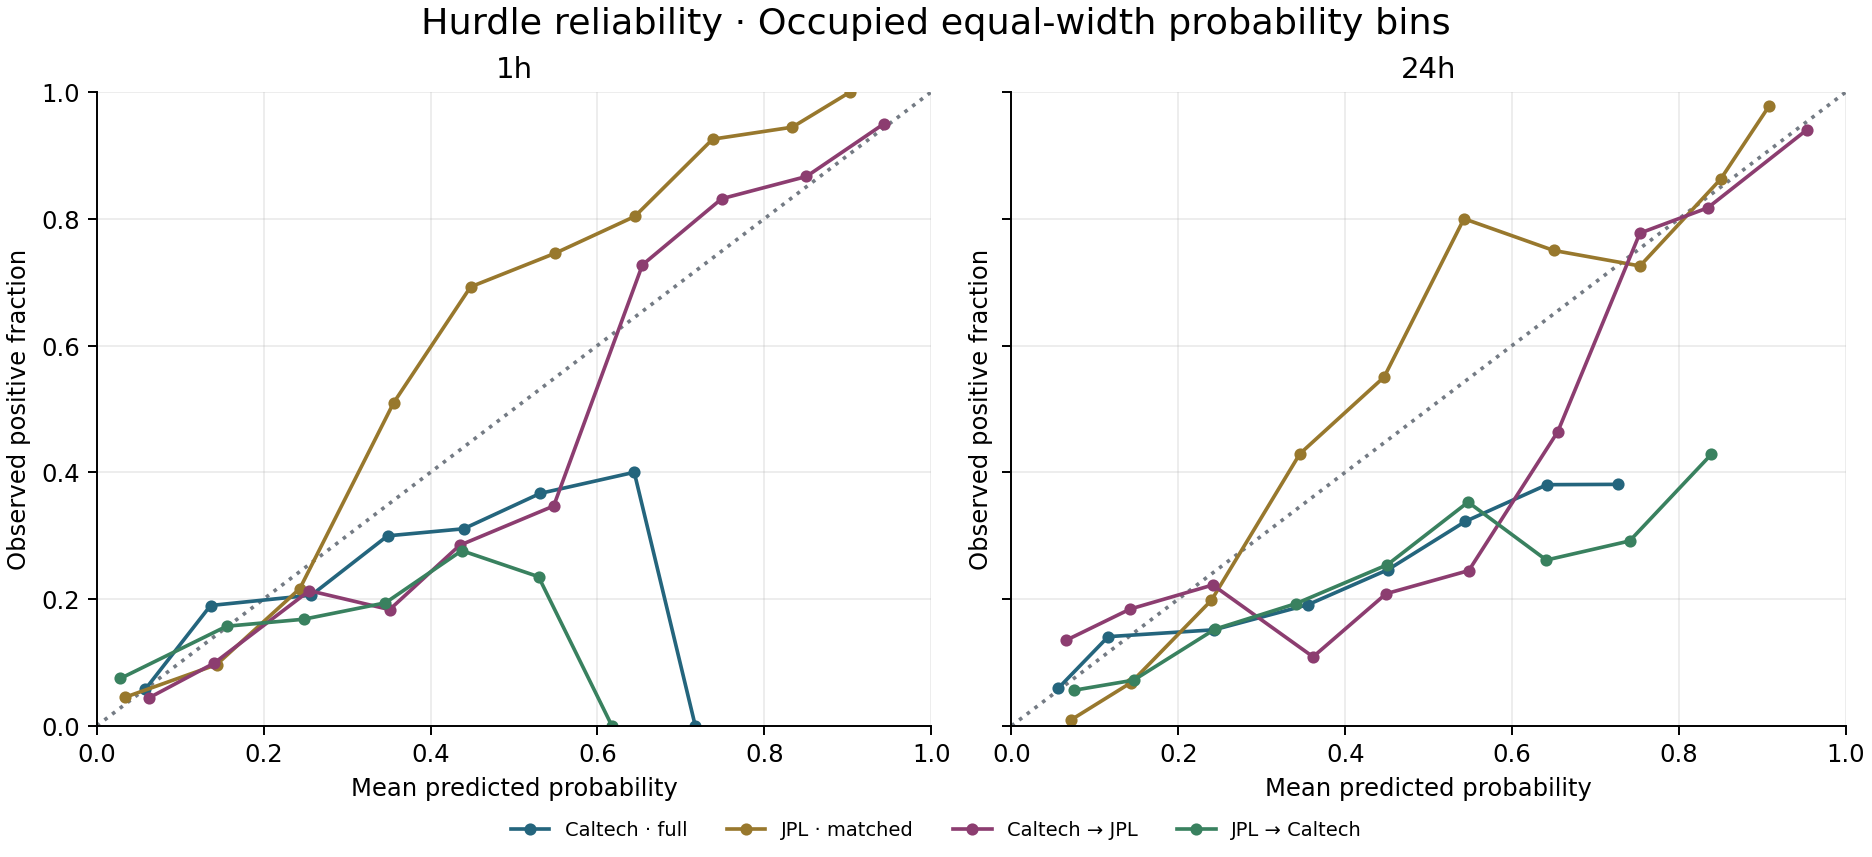 Hurdle reliability · Occupied equal-width probability bins
1h
24h
1.0
0.8
0.6
0.4
0.2
0.0
Observed positive fraction
0.0 0.2 0.4 0.6 0.8 1.0
Mean predicted probability
Observed positive fraction
0.0 0.2 0.4 0.6 0.8 1.0
Mean predicted probability
Caltech · full JPL · matched Caltech → JPL JPL → Caltech